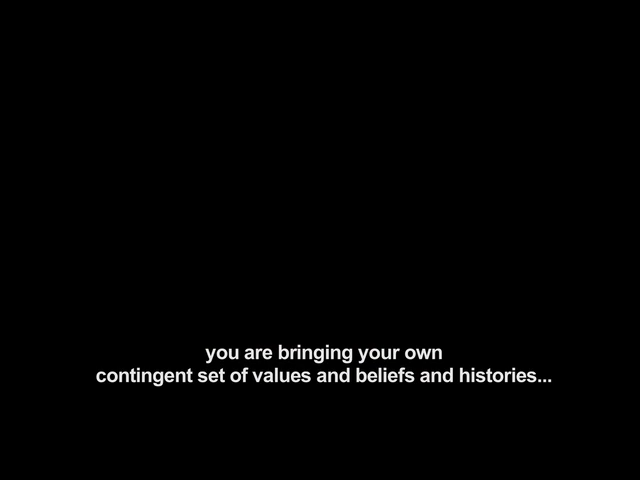 you are bringing your own
contingent set of values and beliefs and histories...